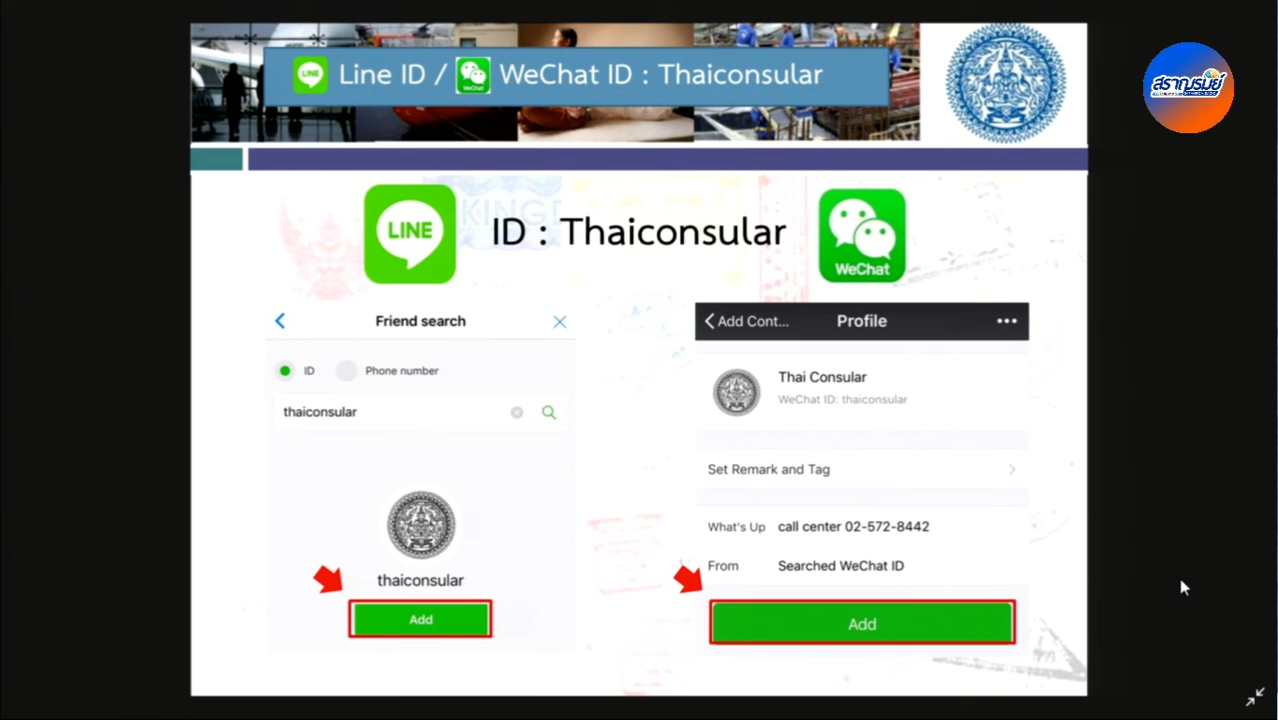 LINE Line ID / WeChat WeChat ID : Thaiconsular
สราญรมย์
LINE
ID : Thaiconsular
WeChat
Friend search
ID Phone number
thaiconsular
thaiconsular
Add
Add Cont... Profile
Thai Consular
WeChat ID: thaiconsular
Set Remark and Tag
What's Up call center 02-572-8442
From Searched WeChat ID
Add